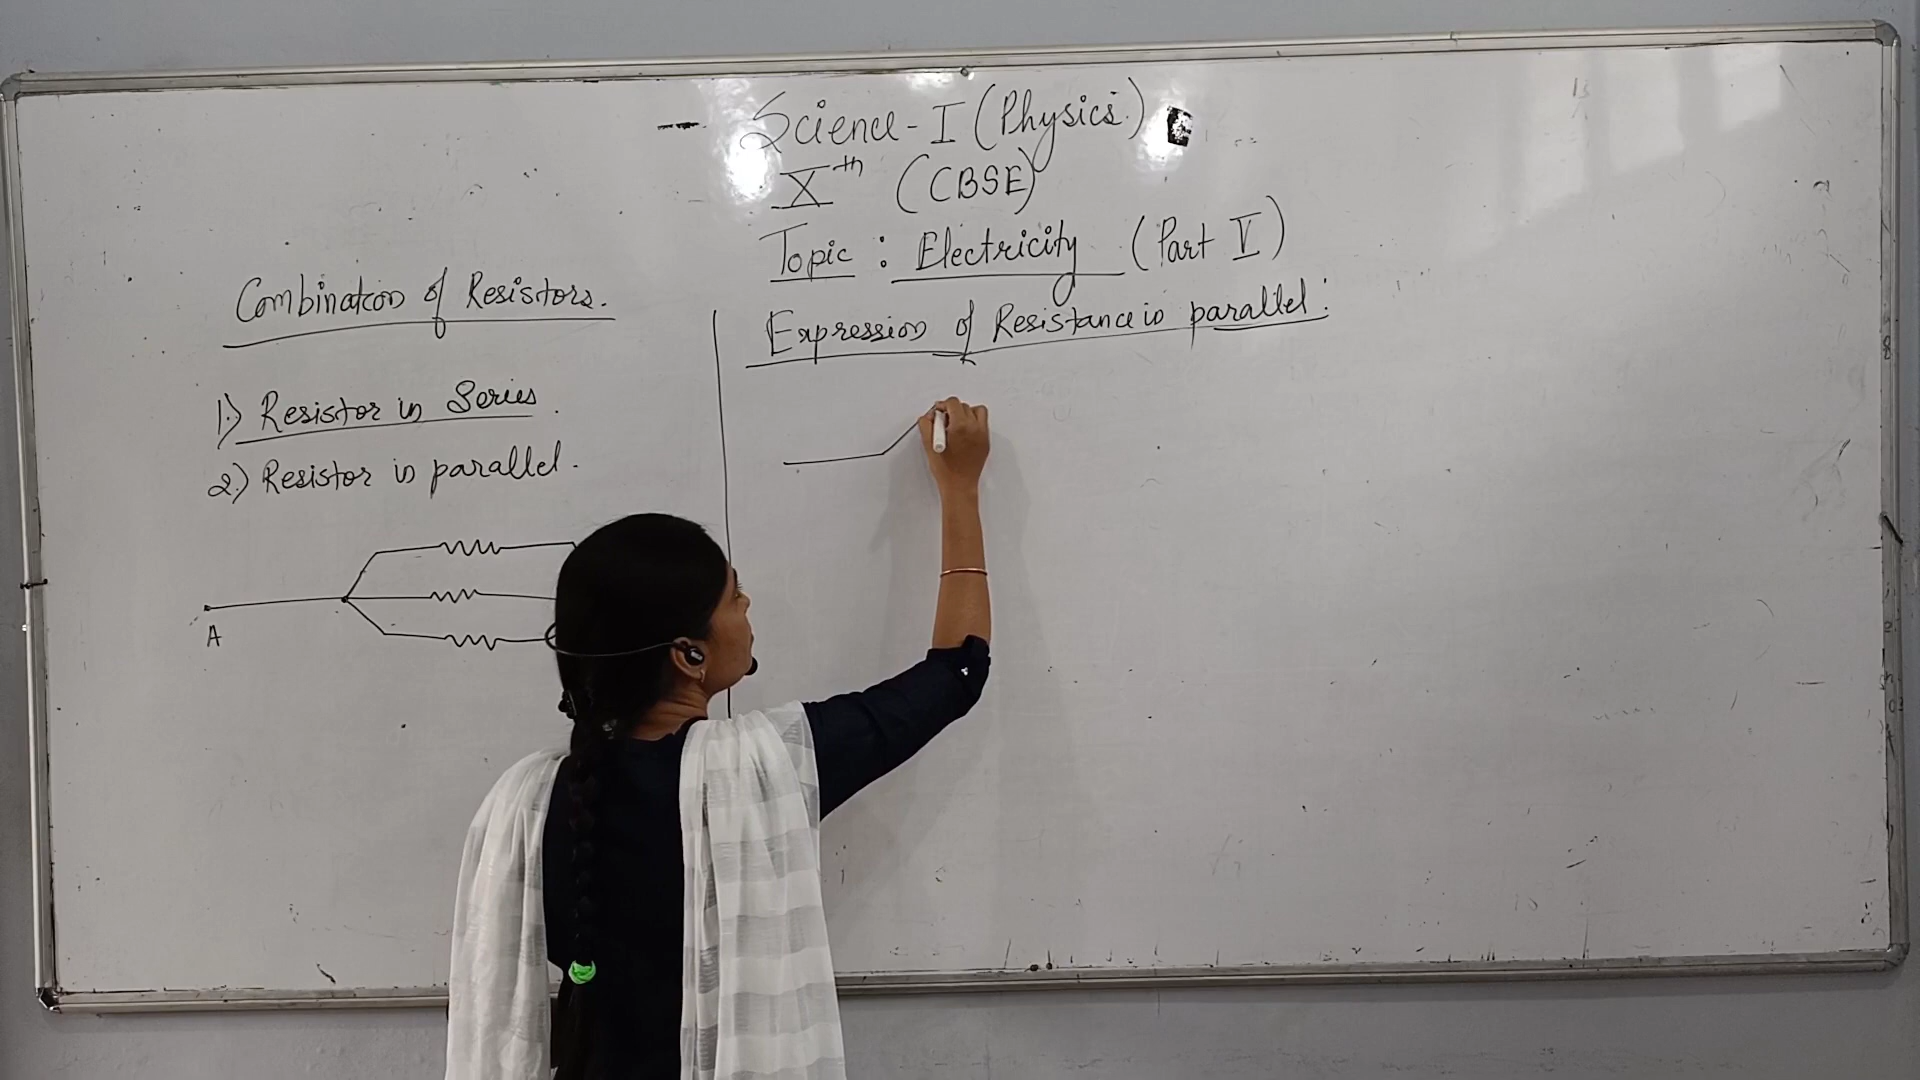 Science - I (Physics)
Xth (CBSE)
Topic : Electricity (Part V)
Combination of Resistors.
1.) Resistor in Series.
2.) Resistor in parallel.
A
Expression of Resistance in parallel :